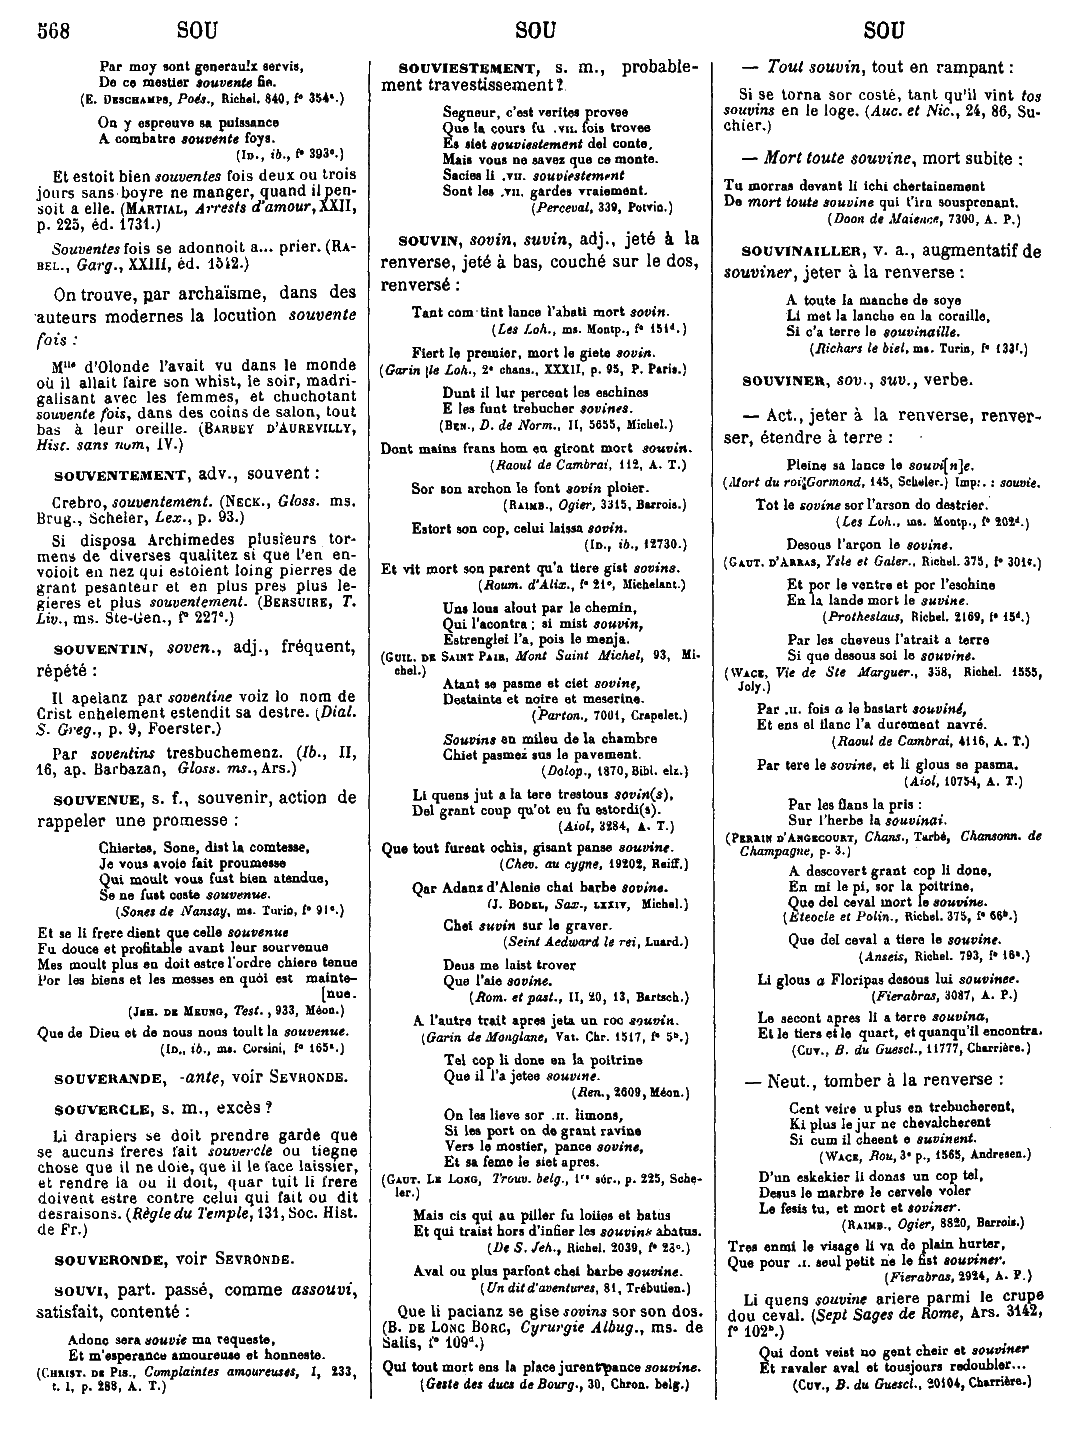 568 SOU SOU SOU
Par moy sont generaulx servis,
De ce mestier souvente fie.
(E. DESCHAMPS, Poés., Richel. 840, f° 354ᵃ.)
On y espreuve sa puissance
A combatre souvente foys.
(ID., ib., f° 393ᵃ.)
Et estoit bien souventes fois deux ou trois
jours sans boyre ne manger, quand il pen-
soit a elle. (MARTIAL, Arrests d'amour, XXII,
p. 225, éd. 1731.)
Souventes fois se adonnoit a... prier. (RA-
BEL., Garg., XXIII, éd. 1542.)
On trouve, par archaïsme, dans des
auteurs modernes la locution souvente
fois :
Mˡˡᵉ d'Olonde l'avait vu dans le monde
où il allait faire son whist, le soir, madri-
galisant avec les femmes, et chuchotant
souvente fois, dans des coins de salon, tout
bas à leur oreille. (BARBEY D'AUREVILLY,
Hist. sans nom, IV.)
SOUVENTEMENT, adv., souvent :
Crebro, souventement. (NECK., Gloss. ms.
Brug., Scheler, Lex., p. 93.)
Si disposa Archimedes plusieurs tor-
mens de diverses qualitez si que l'en en-
voioit en nez qui estoient loing pierres de
grant pesanteur et en plus pres plus le-
gieres et plus souventement. (BERSUIRE, T.
Liv., ms. Ste-Gen., f° 227ᶜ.)
SOUVENTIN, soven., adj., fréquent,
répété :
Il apelanz par soventine voiz lo nom de
Crist enhelement estendit sa destre. (Dial.
S. Greg., p. 9, Foerster.)
Par soventins tresbuchemenz. (Ib., II,
16, ap. Barbazan, Gloss. ms., Ars.)
SOUVENUE, s. f., souvenir, action de
rappeler une promesse :
Chiertes, Sone, dist la comtesse,
Je vous avoie fait proumesse
Qui moult vous fust bien atendue,
Se ne fust ceste souvenue.
(Sones de Nansay, ms. Turin, f° 91ᵃ.)
Et se li frere dient que celle souvenue
Fu douce et profitable avant leur sourvenue
Mes moult plus en doit estre l'ordre chiere tenue
Por les biens et les messes en quoi est mainte-
[nue.
(JEH. DE MEUNG, Test., 933, Méon.)
Que de Dieu et de nous nous toult la souvenue.
(ID., ib., ms. Corsini, f° 165ᵃ.)
SOUVERANDE, -ante, voir SEVRONDE.
SOUVERCLE, s. m., excès ?
Li drapiers se doit prendre garde que
se aucuns freres fait souvercle ou tiegne
chose que il ne doie, que il le face laissier,
et rendre la ou il doit, quar tuit li frere
doivent estre contre celui qui fait ou dit
desraisons. (Règle du Temple, 131, Soc. Hist.
de Fr.)
SOUVERONDE, voir SEVRONDE.
SOUVI, part. passé, comme assouvi,
satisfait, contenté :
Adonc sera souvie ma requeste,
Et m'esperance amoureuse et honneste.
(CHRIST. DE PIS., Complaintes amoureuses, I, 233,
t. I, p. 288, A. T.)
SOUVIESTEMENT, s. m., probable-
ment travestissement ?
Segneur, c'est verites provee
Que la cours fu .VII. fois trovee
Es siet souviestement del conte,
Mais vous ne savez que ce monte.
Sacies li .VII. souviestement
Sont les .VII. gardes vraiement.
(Perceval, 339, Potvin.)
SOUVIN, sovin, suvin, adj., jeté à la
renverse, jeté à bas, couché sur le dos,
renversé :
Tant com tint lance l'abati mort sovin.
(Les Loh., ms. Montp., f° 151ᵈ.)
Fiert le premier, mort le giete sovin.
(Garin le Loh., 2ᵉ chans., XXXII, p. 95, P. Paris.)
Dunt il lur percent les eschines
E les funt trebucher sovines.
(BEN., D. de Norm., II, 5655, Michel.)
Dont mains frans hom en giront mort souvin.
(Raoul de Cambrai, 112, A. T.)
Sor son archon le font sovin ploier.
(RAIMB., Ogier, 3315, Barrois.)
Estort son cop, celui laissa sovin.
(ID., ib., 12730.)
Et vit mort son parent qu'a tiere gist sovins.
(Roum. d'Alix., f° 21ᵃ, Michelant.)
Uns lous alout par le chemin,
Qui l'acontra ; si mist souvin,
Estranglei l'a, pois le menja.
(GUIL. DE SAINT PAIR, Mont Saint Michel, 93, Mi-
chel.)
Atant se pasme et ciet sovine,
Destainte et noire et meserine.
(Parton., 7001, Crapelet.)
Souvins en mileu de la chambre
Chiet pasmez sus le pavement.
(Dolop., 1870, Bibl. elz.)
Li quens jut a la tere trestous sovin(s),
Del grant coup qu'ot eu fu estordi(s).
(Aiol, 3284, A. T.)
Que tout furent ochis, gisant panse souvine.
(Chev. au cygne, 19202, Reiff.)
Qar Adanz d'Alenie chai barbe sovine.
(J. BODEL, Sax., LXXIV, Michel.)
Chei suvin sur le graver.
(Seint Aedward le rei, Luard.)
Deus me laist trover
Que l'aie sovine.
(Rom. et past., II, 20, 13, Bartsch.)
A l'autre trait apres jeta un roc souvin.
(Garin de Monglane, Vat. Chr. 1517, f° 5ᵇ.)
Tel cop li done en la poitrine
Que il l'a jetee souvine.
(Ren., 2609, Méon.)
On les lieve sor .II. limons,
Si les port on de grant ravine
Vers le mostier, pance sovine,
Et sa feme le siet apres.
(GAUT. LE LONG, Trouv. belg., 1ʳᵉ sér., p. 225, Sche-
ler.)
Mais cis qui au piller fu loiies et batus
Et qui traist hors d'infier les souvins abatus.
(De S. Jeh., Richel. 2039, f° 23ᶜ.)
Aval ou plus parfont chei barbe souvine.
(Un dit d'aventures, 81, Trébutien.)
Que li pacianz se gise sovins sor son dos.
(B. DE LONC BORC, Cyrurgie Albug., ms. de
Salis, f° 109ᵈ.)
Qui tout mort ens la place jurent pance souvine.
(Geste des ducs de Bourg., 30, Chron. belg.)
— Tout souvin, tout en rampant :
Si se torna sor costé, tant qu'il vint tos
souvins en le loge. (Auc. et Nic., 24, 86, Su-
chier.)
— Mort toute souvine, mort subite :
Tu morras devant li ichi chertainement
De mort toute souvine qui t'ira sousprenant.
(Doon de Maience, 7300, A. P.)
SOUVINAILLER, v. a., augmentatif de
souviner, jeter à la renverse :
A toute la manche de soye
Li met la lanche en la coraille,
Si c'a terre le souvinaille.
(Richars le biel, ms. Turin, f° 133ʳ.)
SOUVINER, sov., suv., verbe.
— Act., jeter à la renverse, renver-
ser, étendre à terre :
Pleine sa lance le souvi[n]e.
(Mort du roi Gormond, 145, Scheler.) Imp. : souvie.
Tot le sovine sor l'arson do destrier.
(Les Loh., ms. Montp., f° 202ᵈ.)
Desous l'arçon le sovine.
(GAUT. D'ARRAS, Ysle et Galer., Richel. 375, f° 301ᶜ.)
Et por le ventre et por l'eschine
En la lande mort le suvine.
(Protheslaus, Richel. 2169, f° 15ᵈ.)
Par les cheveus l'atrait a terre
Si que desous soi le souvine.
(WACE, Vie de Ste Marguer., 358, Richel. 1555,
Joly.)
Par .II. fois a le bastart souviné,
Et ens el flanc l'a durement navré.
(Raoul de Cambrai, 4116, A. T.)
Par tere le sovine, et li glous se pasma.
(Aiol, 10754, A. T.)
Par les flans la pris :
Sur l'herbe la souvinai.
(PERRIN D'ANGECOURT, Chans., Tarbé, Chansonn. de
Champagne, p. 3.)
A descovert grant cop li done,
En mi le pi, sor la poitrine,
Que del ceval mort le souvine.
(Eteocle et Polin., Richel. 375, f° 66ᵇ.)
Que del ceval a tiere le souvine.
(Anseis, Richel. 793, f° 16ᵃ.)
Li glous a Floripas desous lui souvinee.
(Fierabras, 3087, A. P.)
Le secont apres li a terre souvina,
Et le tiers et le quart, et quanqu'il encontra.
(CUV., B. du Guescl., 11777, Charrière.)
— Neut., tomber à la renverse :
Cent veire u plus en trebucherent,
Ki plus le jur ne chevalcherent
Si cum il cheent e suvinent.
(WACE, Rou, 3ᵉ p., 1565, Andresen.)
D'un eskekier li donas un cop tel,
Desus le marbre le cervele voler
Le fesis tu, et mort et soviner.
(RAIMB., Ogier, 8820, Barrois.)
Tres enmi le visage li va de plain hurter,
Que pour .I. seul petit ne le fist souviner.
(Fierabras, 2924, A. P.)
Li quens souvine ariere parmi le crupe
dou ceval. (Sept Sages de Rome, Ars. 3142,
f° 102ᵇ.)
Qui dont veist no gent cheir et souviner
Et ravaler aval et tousjours redoubler...
(CUV., B. du Guescl., 20104, Charrière.)